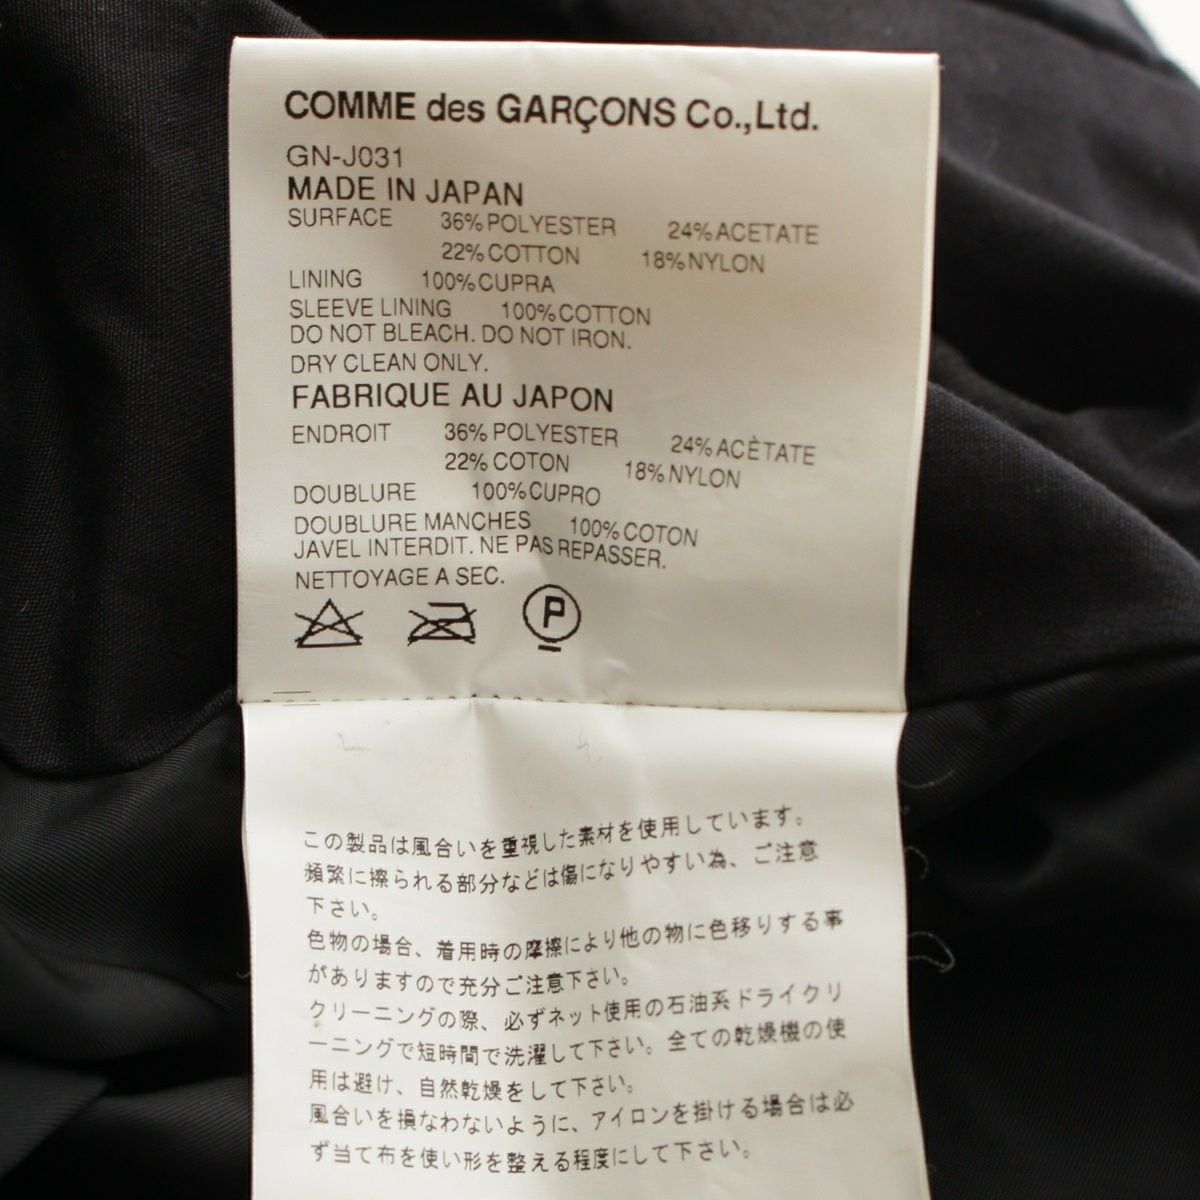 COMME des GARÇONS Co.,Ltd.
GN-J031
MADE IN JAPAN
SURFACE 36%POLYESTER 24%ACETATE
22%COTTON 18%NYLON
LINING 100%CUPRA
SLEEVE LINING 100%COTTON
DO NOT BLEACH. DO NOT IRON.
DRY CLEAN ONLY.
FABRIQUE AU JAPON
ENDROIT 36%POLYESTER 24%ACÈTATE
22%COTON 18%NYLON
DOUBLURE 100%CUPRO
DOUBLURE MANCHES 100%COTON
JAVEL INTERDIT. NE PAS REPASSER.
NETTOYAGE A SEC.
P
この製品は風合いを重視した素材を使用しています。
頻繁に擦られる部分などは傷になりやすい為、ご注意
下さい。
色物の場合、着用時の摩擦により他の物に色移りする事
がありますので充分ご注意下さい。
クリーニングの際、必ずネット使用の石油系ドライクリ
ーニングで短時間で洗濯して下さい。全ての乾燥機の使
用は避け、自然乾燥をして下さい。
風合いを損なわないように、アイロンを掛ける場合は必
ず当て布を使い形を整える程度にして下さい。